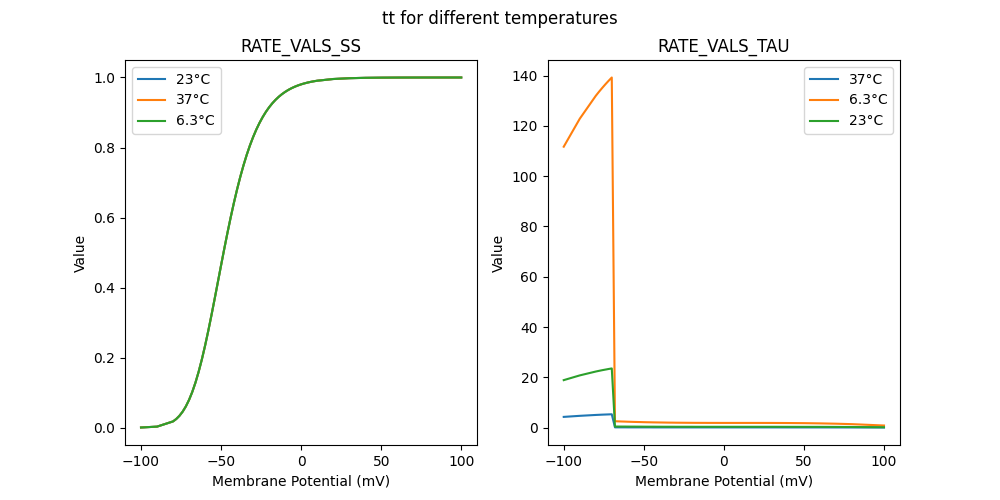 tt for different temperatures
RATE_VALS_SS
RATE_VALS_TAU
23°C
37°C
6.3°C
37°C
6.3°C
23°C
Value
1.0
0.8
0.6
0.4
0.2
0.0
−100
−50
0
50
100
Membrane Potential (mV)
Value
140
120
100
80
60
40
20
0
−100
−50
0
50
100
Membrane Potential (mV)